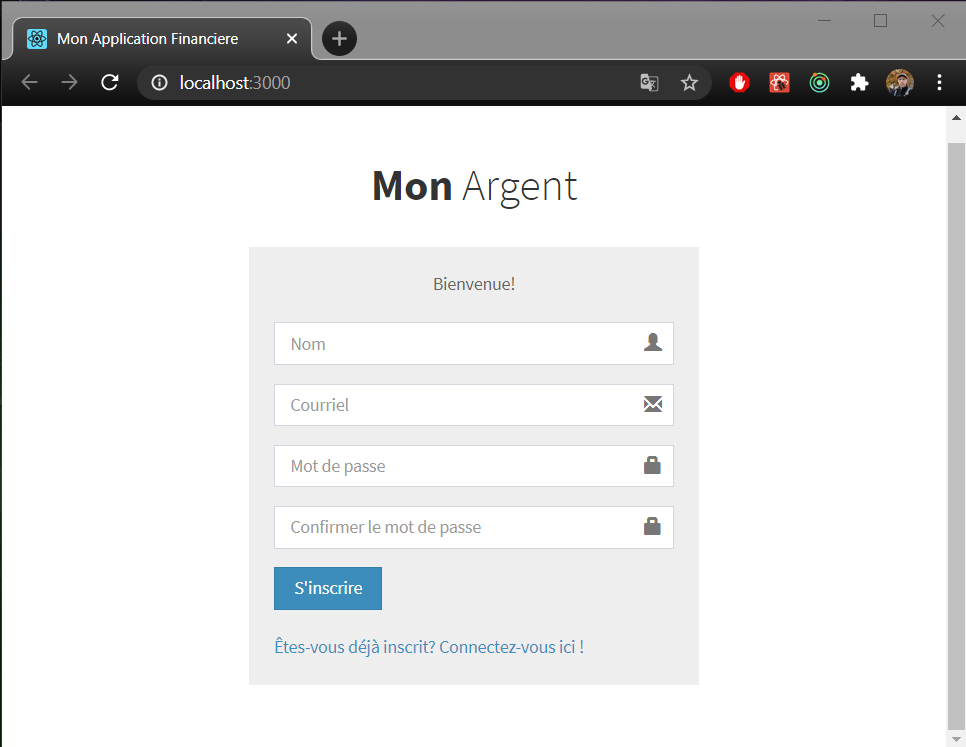 Mon Application Financiere
localhost:3000
Mon Argent
Bienvenue!
Nom
Courriel
Mot de passe
Confirmer le mot de passe
S'inscrire
Êtes-vous déjà inscrit? Connectez-vous ici !